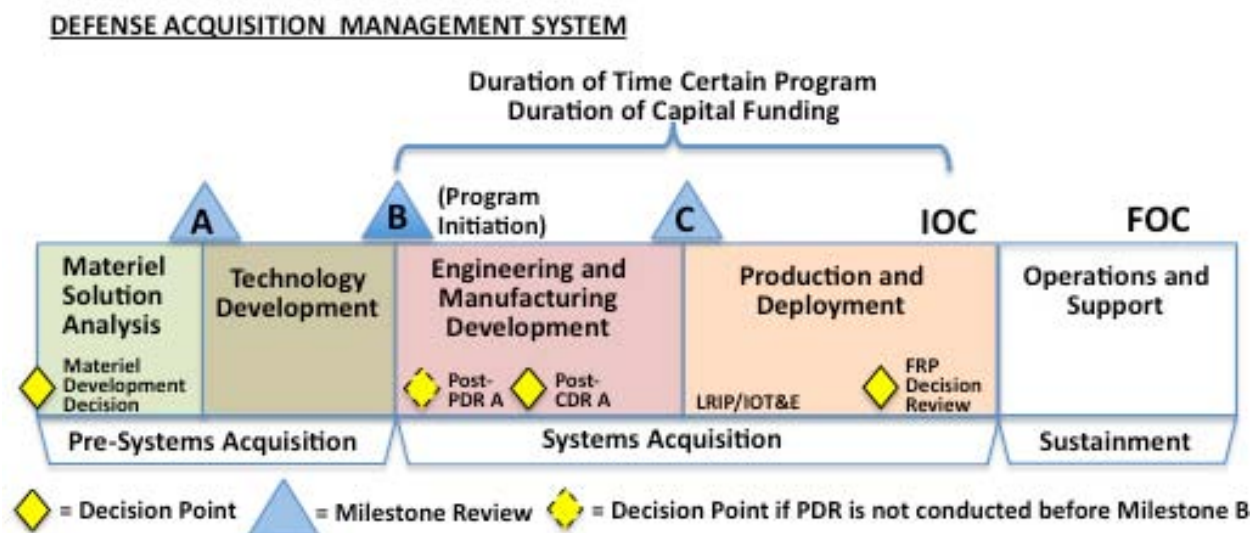 DEFENSE ACQUISITION MANAGEMENT SYSTEM
Duration of Time Certain Program
Duration of Capital Funding
A
B
(Program
Initiation)
C
IOC
FOC
Materiel
Solution
Analysis
Technology
Development
Engineering and
Manufacturing
Development
Production and
Deployment
Operations and
Support
Materiel
Development
Decision
Post-
PDR A
Post-
CDR A
LRIP/IOT&E
FRP
Decision
Review
Pre-Systems Acquisition
Systems Acquisition
Sustainment
= Decision Point
= Milestone Review
= Decision Point if PDR is not conducted before Milestone B